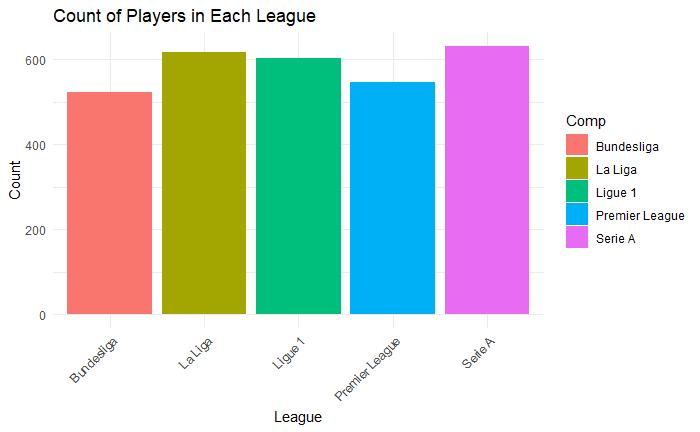 Count of Players in Each League
600
400
200
0
Count
Bundesliga
La Liga
Ligue 1
Premier League
Serie A
League
Comp
Bundesliga
La Liga
Ligue 1
Premier League
Serie A